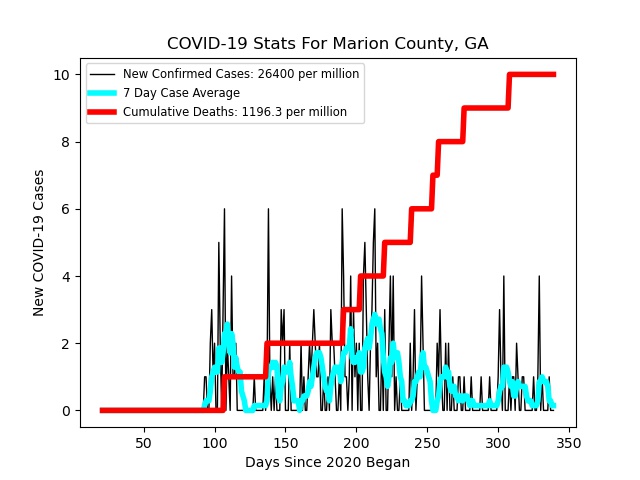 COVID-19 Stats For Marion County, GA
New Confirmed Cases: 26400 per million
7 Day Case Average
Cumulative Deaths: 1196.3 per million
New COVID-19 Cases
10
8
6
4
2
0
50 100 150 200 250 300 350
Days Since 2020 Began